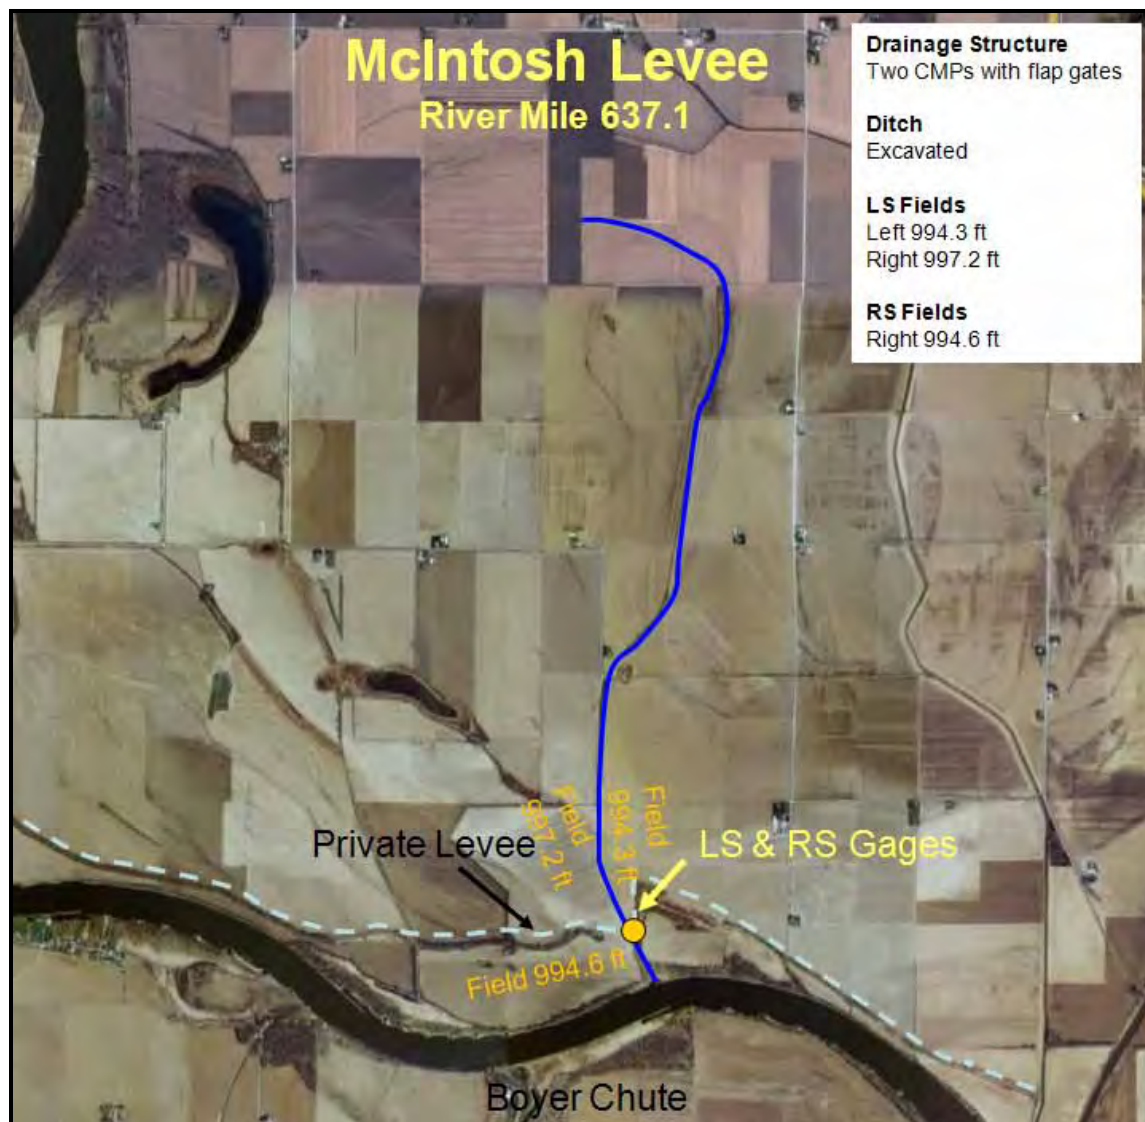 McIntosh Levee
River Mile 637.1
Drainage Structure
Two CMPs with flap gates
Ditch
Excavated
LS Fields
Left 994.3 ft
Right 997.2 ft
RS Fields
Right 994.6 ft
Field
997.2 ft
Field
994.3 ft
Private Levee
LS & RS Gages
Field 994.6 ft
Boyer Chute